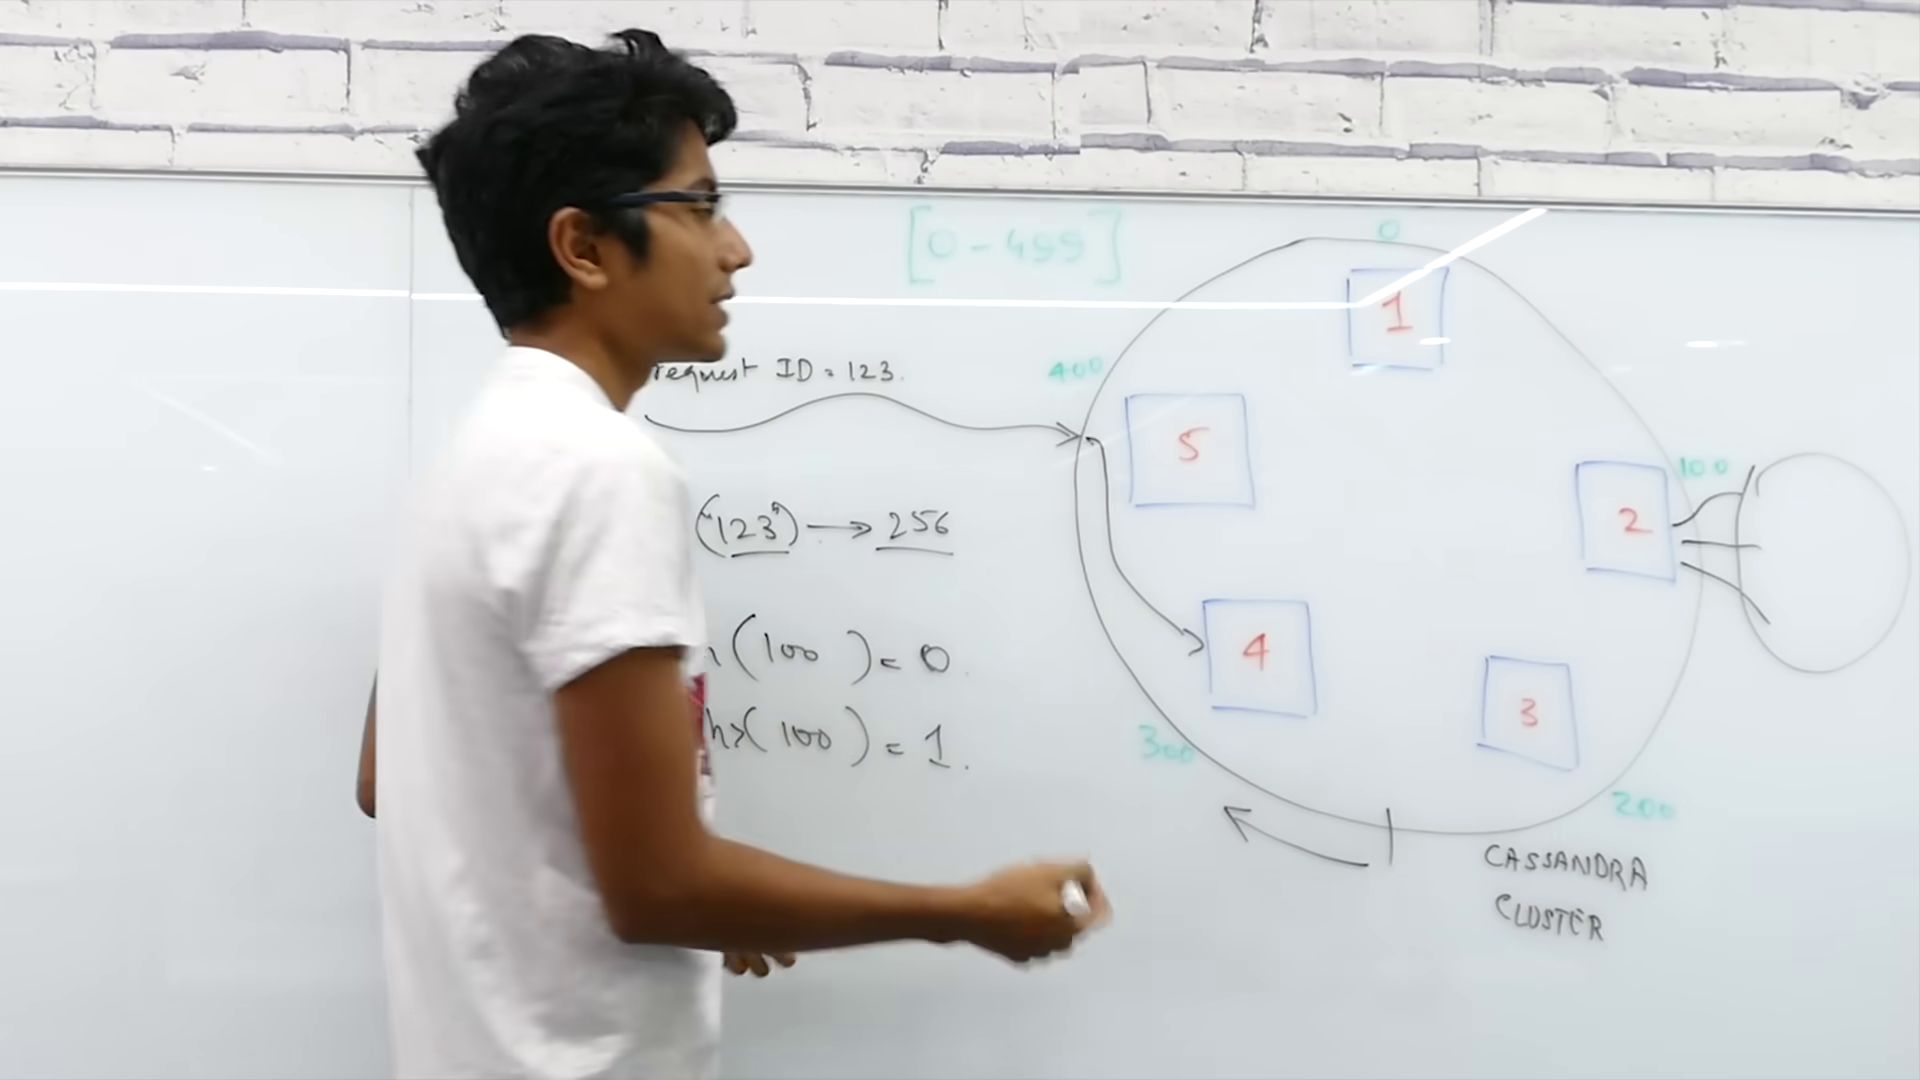 [0-499]
0
1
request ID = 123.
400
5
100
2
("123") → 256
4
h(100) = 0.
3
h>(100) = 1.
300
200
CASSANDRA
CLUSTER